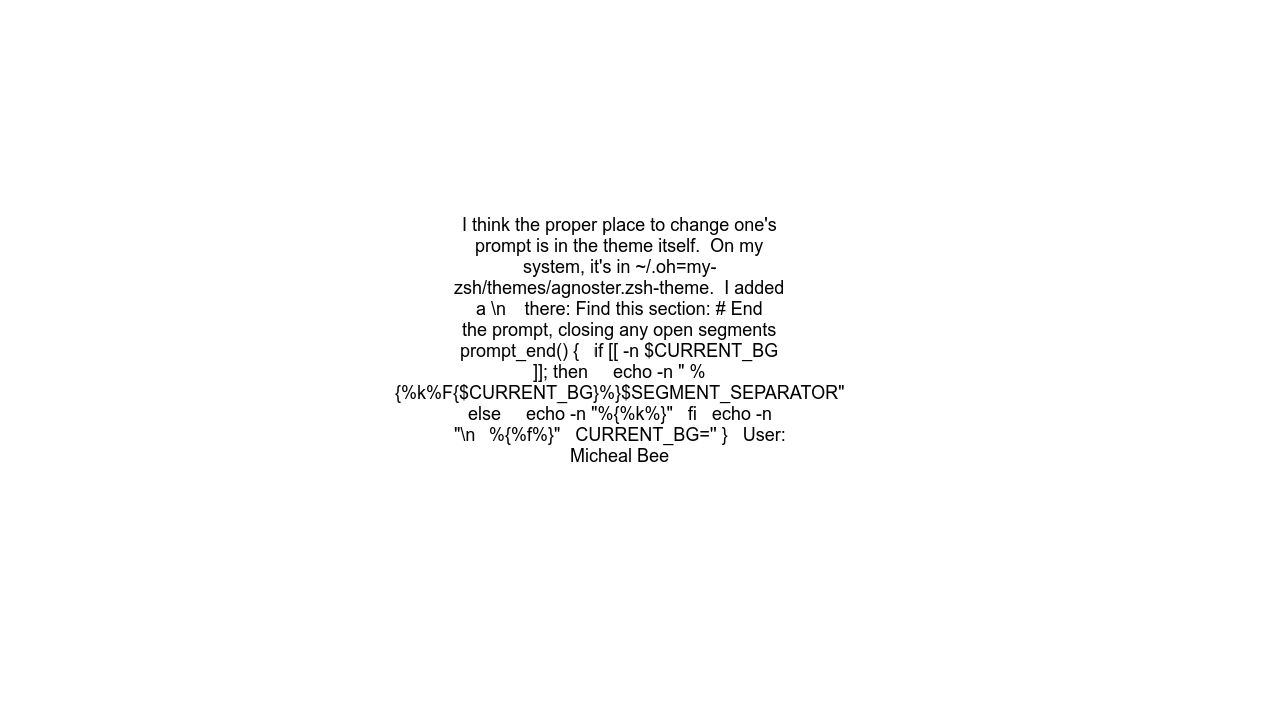 I think the proper place to change one's
prompt is in the theme itself.  On my
system, it's in ~/.oh=my-
zsh/themes/agnoster.zsh-theme.  I added
a \n    there: Find this section: # End
the prompt, closing any open segments
prompt_end() {   if [[ -n $CURRENT_BG
]]; then     echo -n " %
{%k%F{$CURRENT_BG}%}$SEGMENT_SEPARATOR"
else     echo -n "%{%k%}"   fi   echo -n
"\n   %{%f%}"   CURRENT_BG='' }   User:
Micheal Bee